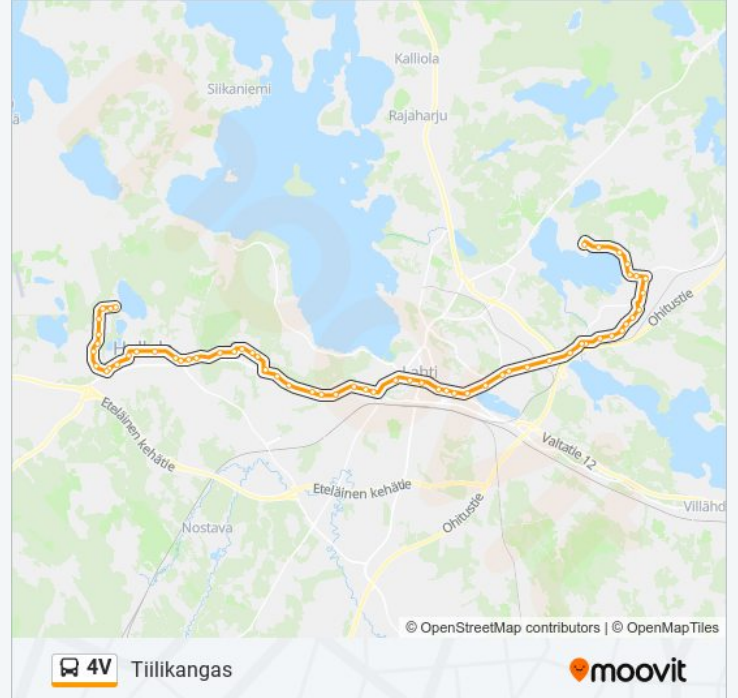 Kalliola
Siikaniemi
Rajaharju
Ohitustie
Lahti
Eteläinen kehätie
Valtatie 12
Eteläinen kehätie
Villähd
Ohitustie
Nostava
© OpenStreetMap contributors | © OpenMapTiles
4V Tiilikangas
moovit